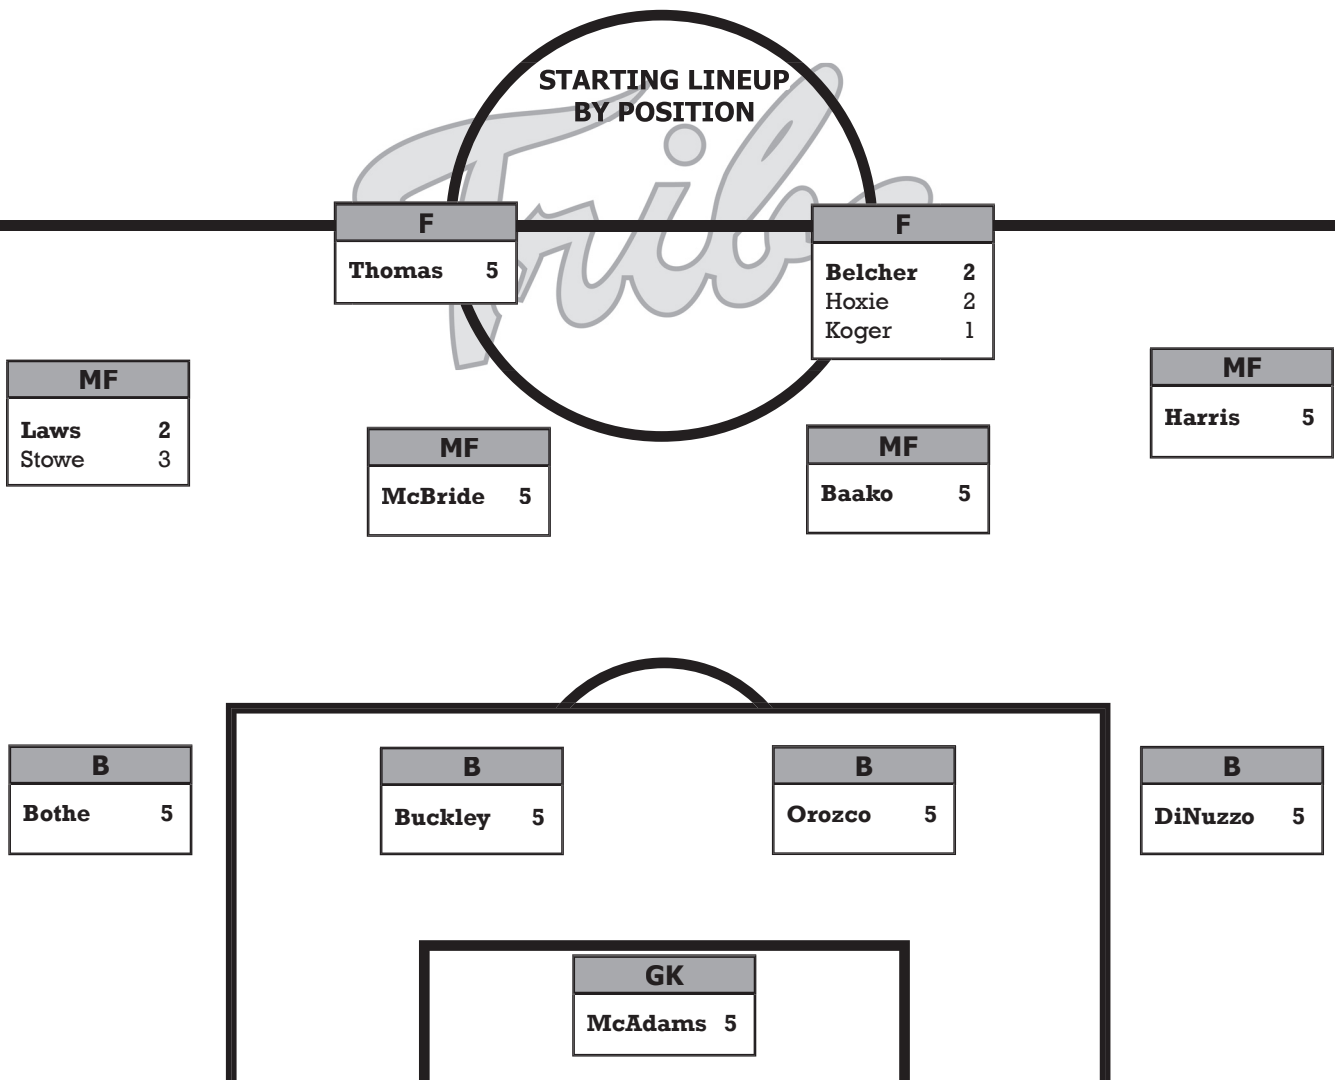 STARTING LINEUP
BY POSITION
Tribe
F
Thomas 5
F
Belcher 2
Hoxie 2
Koger 1
MF
Laws 2
Stowe 3
MF
McBride 5
MF
Baako 5
MF
Harris 5
B
Bothe 5
B
Buckley 5
B
Orozco 5
B
DiNuzzo 5
GK
McAdams 5